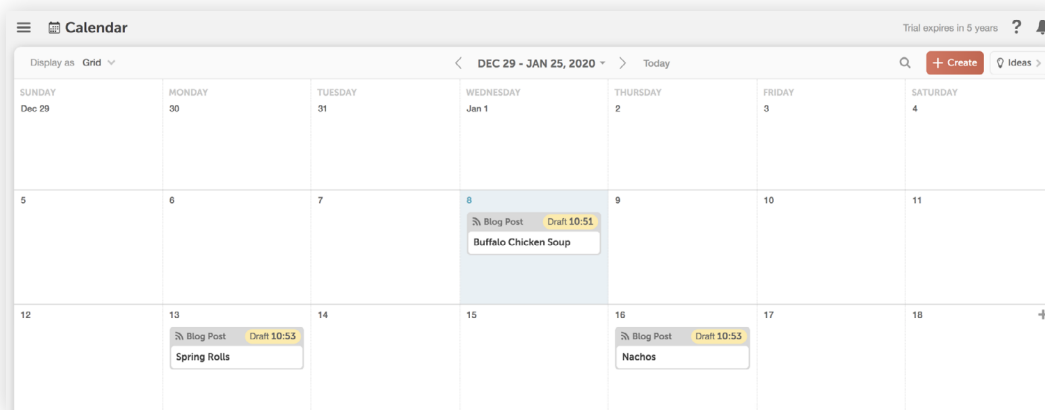 Calendar
Trial expires in 5 years ?
Display as Grid
DEC 29 - JAN 25, 2020
Today
+ Create
Ideas
SUNDAY MONDAY TUESDAY WEDNESDAY THURSDAY FRIDAY SATURDAY
Dec 29 30 31 Jan 1 2 3 4
5 6 7 8 9 10 11
Blog Post Draft 10:51
Buffalo Chicken Soup
12 13 14 15 16 17 18 +
Blog Post Draft 10:53 Blog Post Draft 10:53
Spring Rolls Nachos